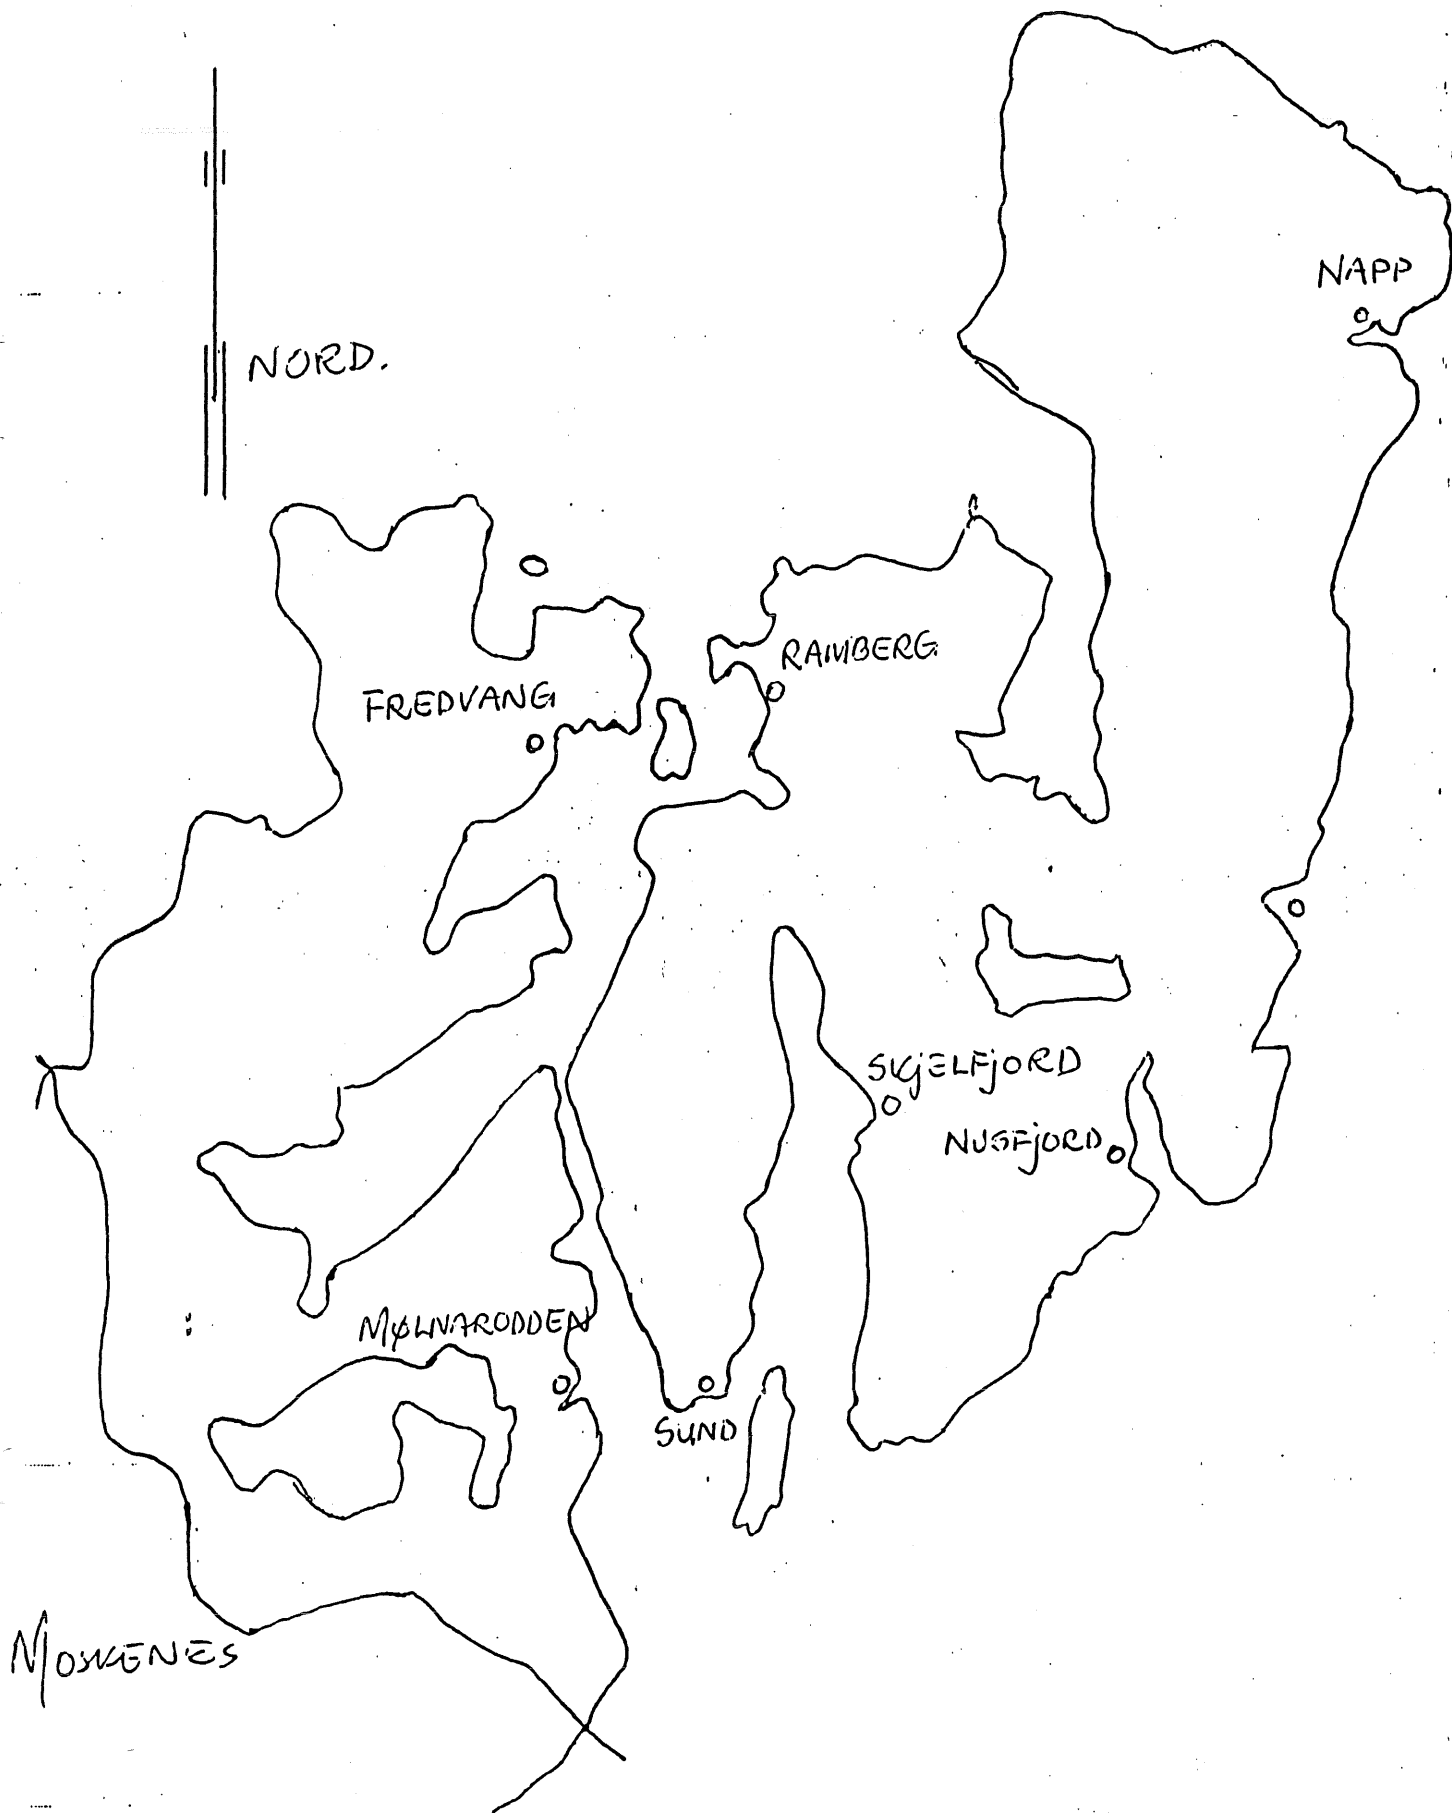 NAPP
NORD.
RAMBERG
FREDVANG
SKjELFjORD
NUSFjORD
MØLNARODDEN
SUND
MOSKENES